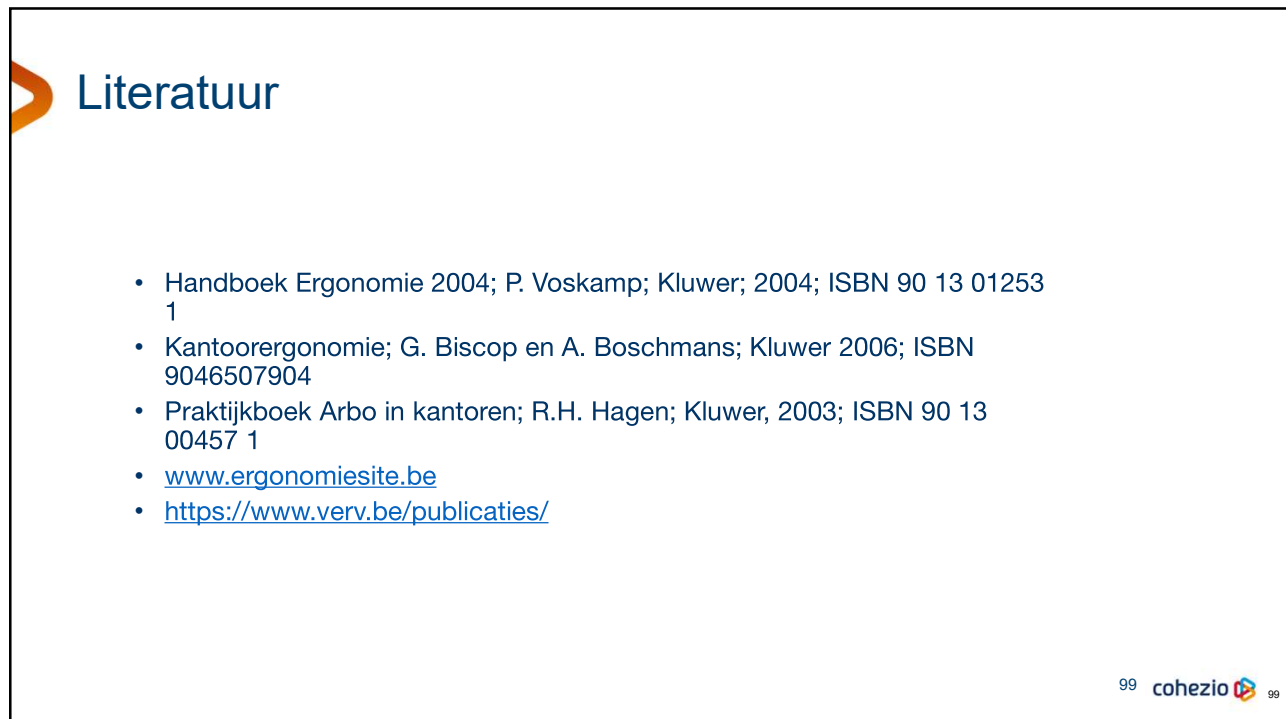 Literatuur
• Handboek Ergonomie 2004; P. Voskamp; Kluwer; 2004; ISBN 90 13 01253
1
• Kantoorergonomie; G. Biscop en A. Boschmans; Kluwer 2006; ISBN
9046507904
• Praktijkboek Arbo in kantoren; R.H. Hagen; Kluwer, 2003; ISBN 90 13
00457 1
• www.ergonomiesite.be
• https://www.verv.be/publicaties/
99 cohezio 99